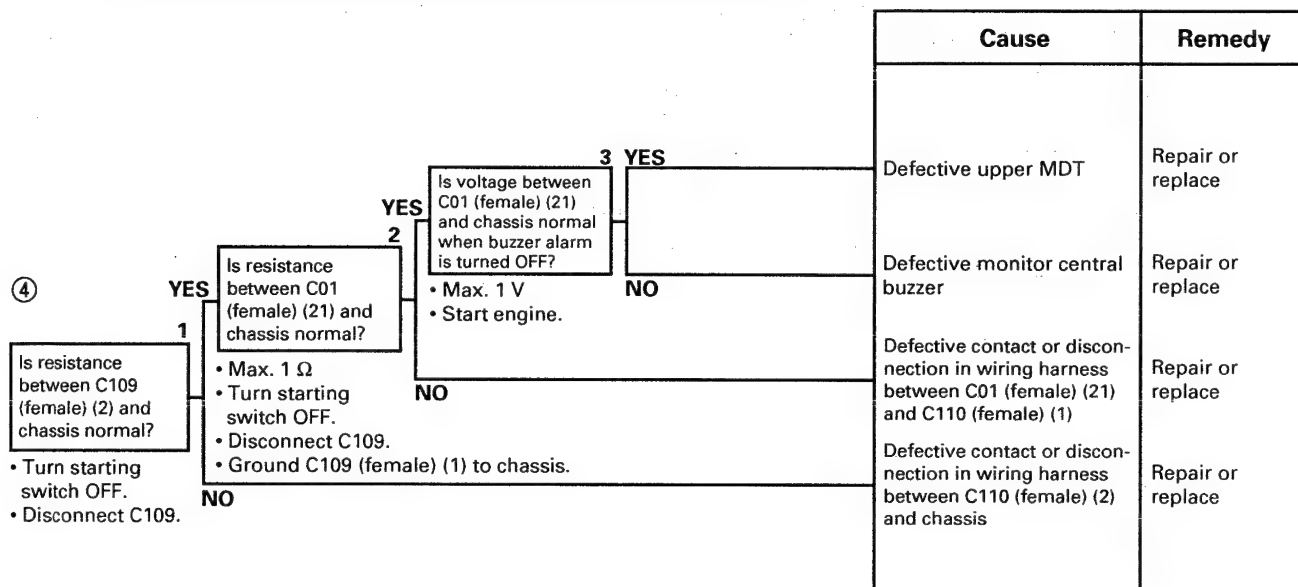 Cause
Remedy
④
1
Is resistance
between C109
(female) (2) and
chassis normal?
• Turn starting
switch OFF.
• Disconnect C109.
YES
NO
2
Is resistance
between C01
(female) (21) and
chassis normal?
• Max. 1 Ω
• Turn starting
switch OFF.
• Disconnect C109.
• Ground C109 (female) (1) to chassis.
YES
NO
3
Is voltage between
C01 (female) (21)
and chassis normal
when buzzer alarm
is turned OFF?
• Max. 1 V
• Start engine.
YES
NO
Defective upper MDT
Repair or
replace
Defective monitor central
buzzer
Repair or
replace
Defective contact or discon-
nection in wiring harness
between C01 (female) (21)
and C110 (female) (1)
Repair or
replace
Defective contact or discon-
nection in wiring harness
between C110 (female) (2)
and chassis
Repair or
replace